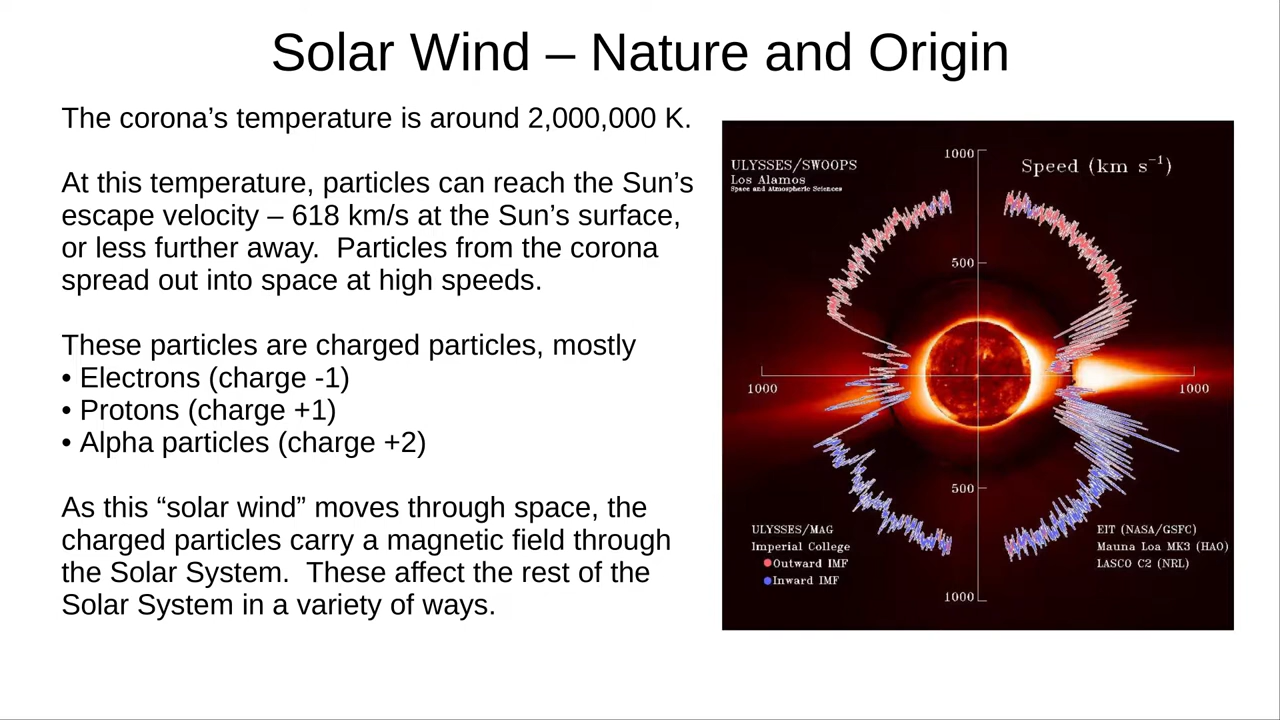 Solar Wind – Nature and Origin
The corona’s temperature is around 2,000,000 K.
At this temperature, particles can reach the Sun’s
escape velocity – 618 km/s at the Sun’s surface,
or less further away.  Particles from the corona
spread out into space at high speeds.
These particles are charged particles, mostly
• Electrons (charge -1)
• Protons (charge +1)
• Alpha particles (charge +2)
As this “solar wind” moves through space, the
charged particles carry a magnetic field through
the Solar System.  These affect the rest of the
Solar System in a variety of ways.
ULYSSES/SWOOPS
Los Alamos
Space and Atmospheric Sciences
1000
Speed (km s⁻¹)
500
1000
1000
500
ULYSSES/MAG
Imperial College
Outward IMF
Inward IMF
EIT (NASA/GSFC)
Mauna Loa MK3 (HAO)
LASCO C2 (NRL)
1000